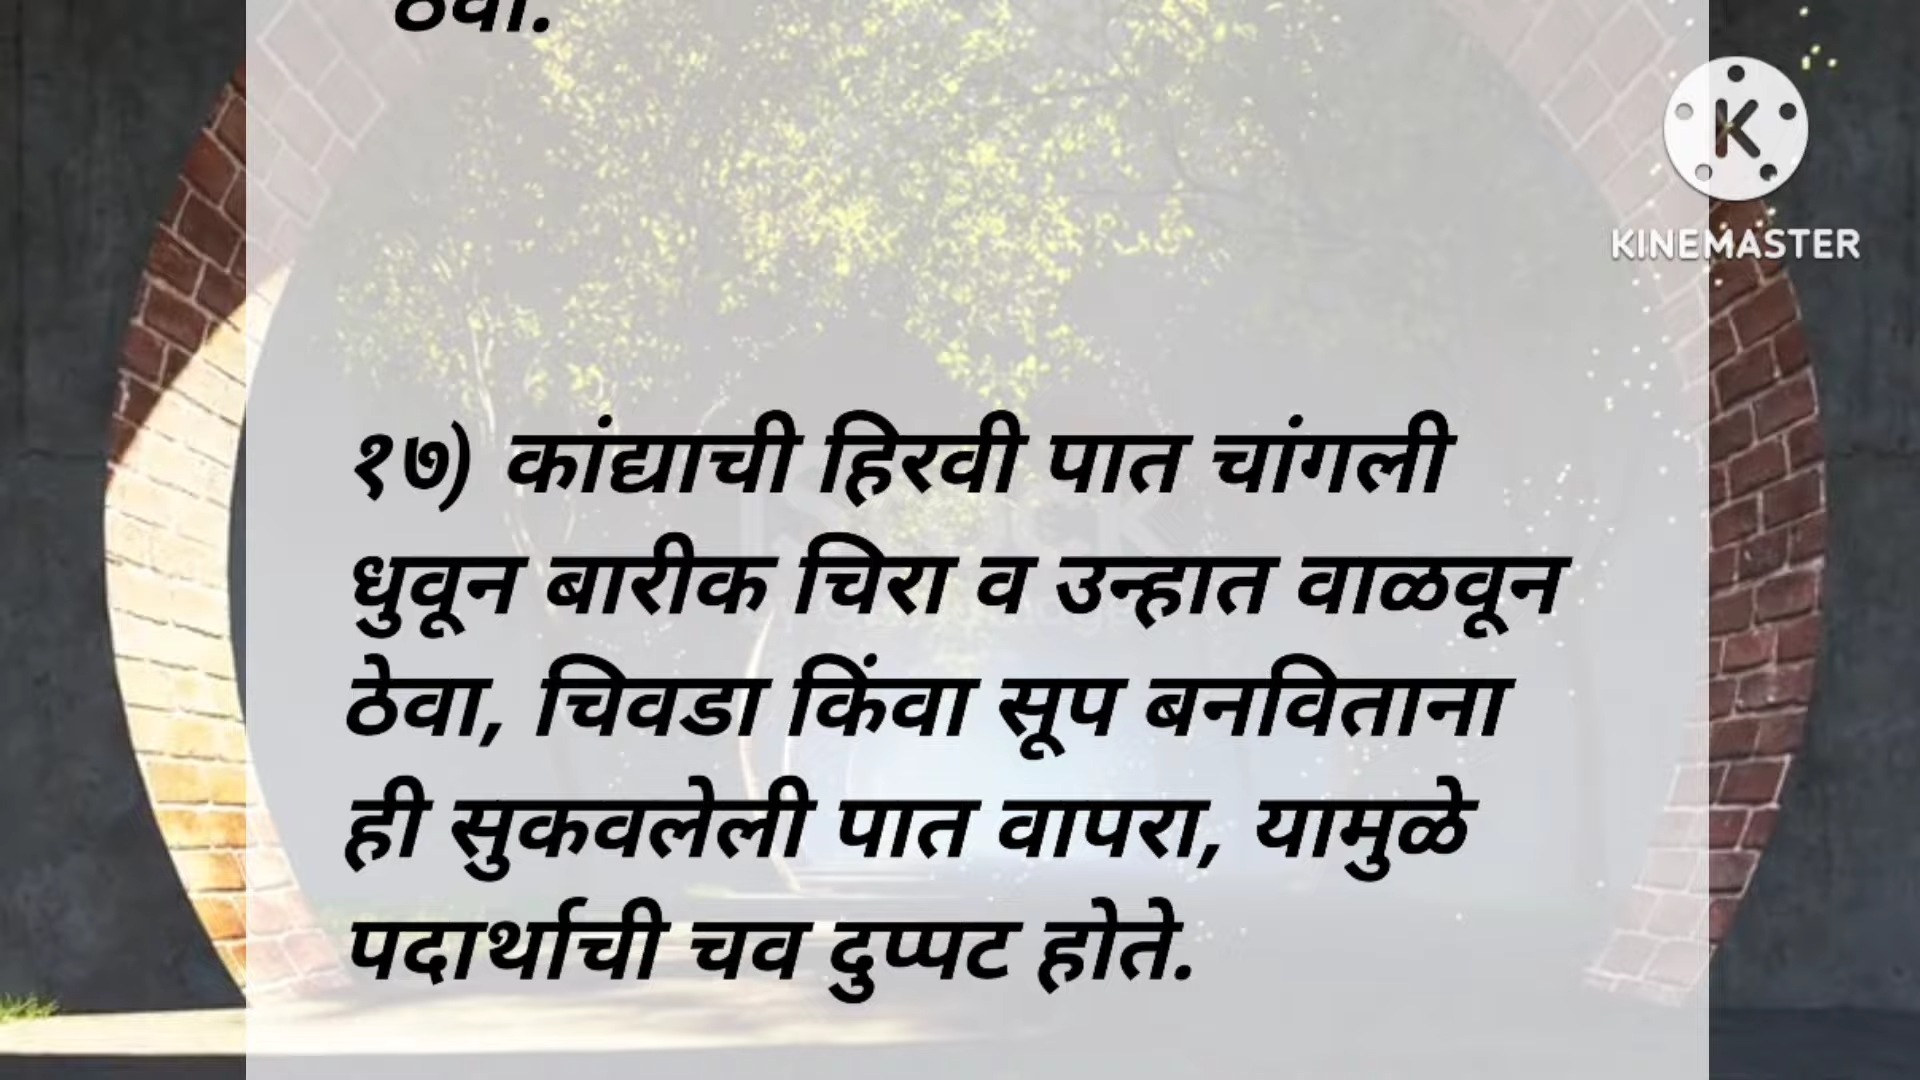 ठेवा.
KINEMASTER
१७) कांद्याची हिरवी पात चांगली
धुवून बारीक चिरा व उन्हात वाळवून
ठेवा, चिवडा किंवा सूप बनविताना
ही सुकवलेली पात वापरा, यामुळे
पदार्थाची चव दुप्पट होते.